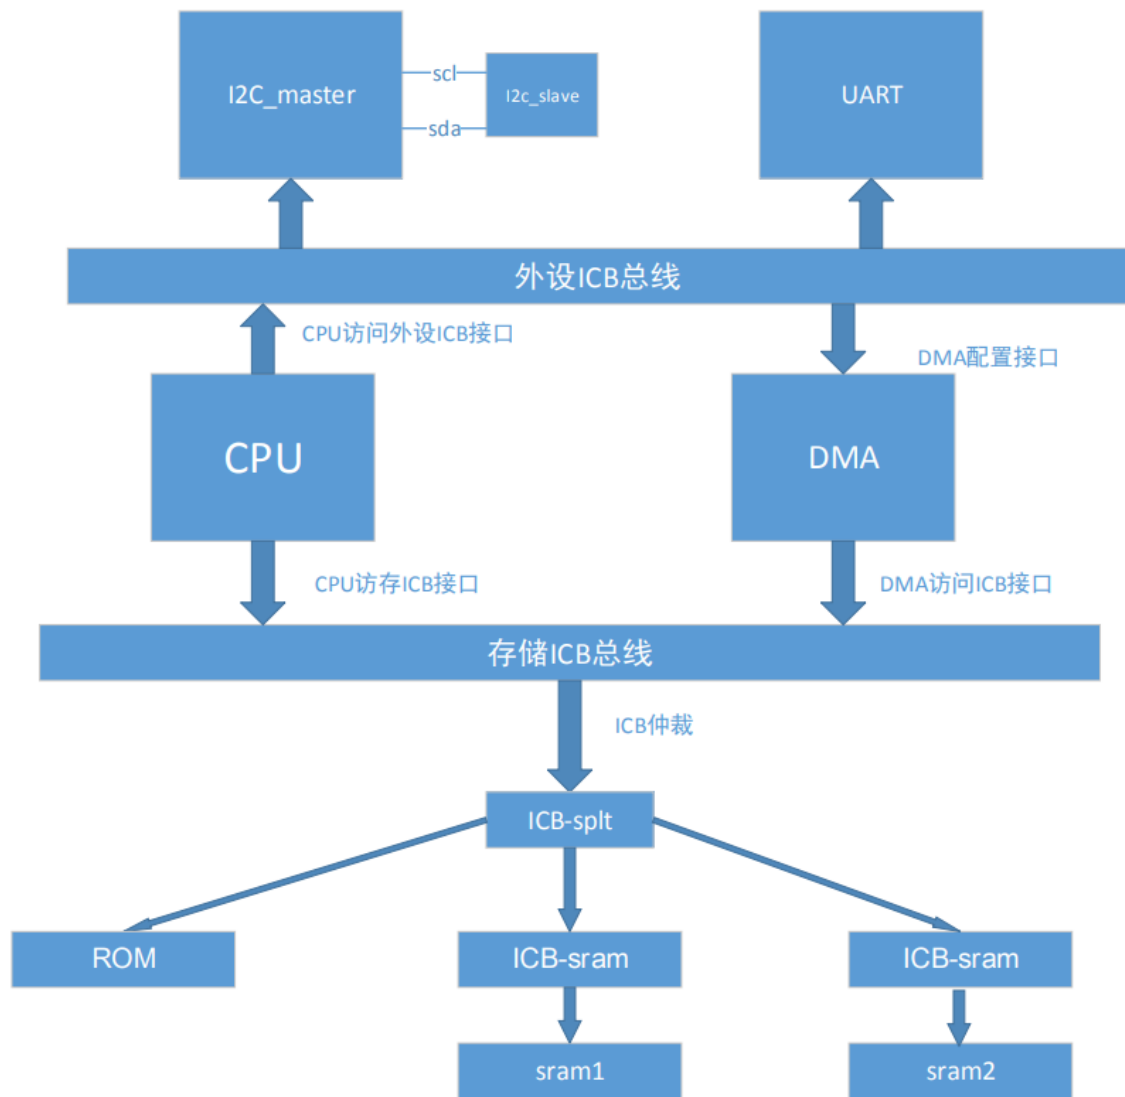 I2C_master
scl
sda
I2c_slave
UART
外设ICB总线
CPU访问外设ICB接口
DMA配置接口
CPU
DMA
CPU访存ICB接口
DMA访问ICB接口
存储ICB总线
ICB仲裁
ICB-splt
ROM
ICB-sram
ICB-sram
sram1
sram2